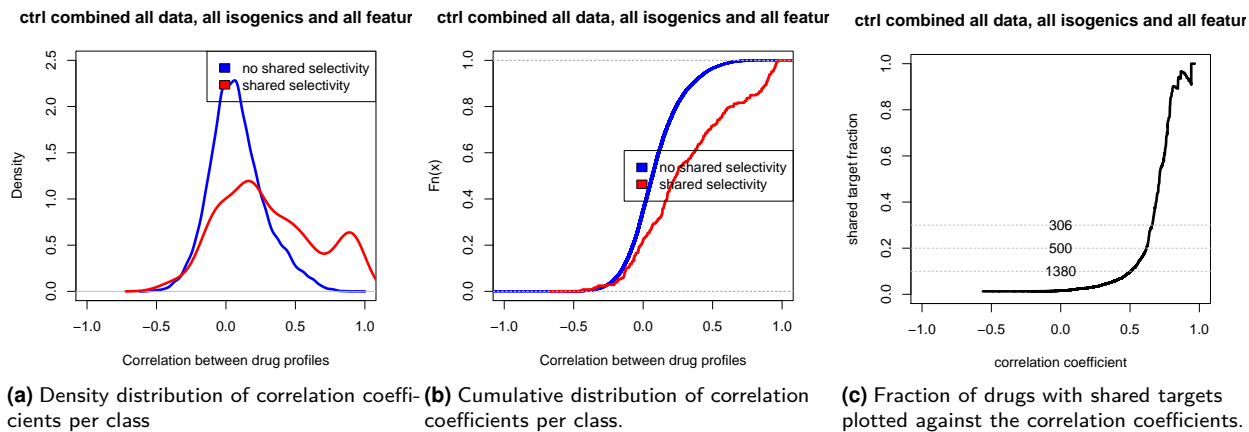 ctrl combined all data, all isogenics and all featur
Density
0.0 0.5 1.0 1.5 2.0 2.5
no shared selectivity
shared selectivity
−1.0 −0.5 0.0 0.5 1.0
Correlation between drug profiles
(a) Density distribution of correlation coeffi-
cients per class
ctrl combined all data, all isogenics and all featur
Fn(x)
0.0 0.2 0.4 0.6 0.8 1.0
no shared selectivity
shared selectivity
−1.0 −0.5 0.0 0.5 1.0
Correlation between drug profiles
(b) Cumulative distribution of correlation
coefficients per class.
ctrl combined all data, all isogenics and all featur
shared target fraction
0.0 0.2 0.4 0.6 0.8 1.0
306
500
1380
−1.0 −0.5 0.0 0.5 1.0
correlation coefficient
(c) Fraction of drugs with shared targets
plotted against the correlation coefficients.